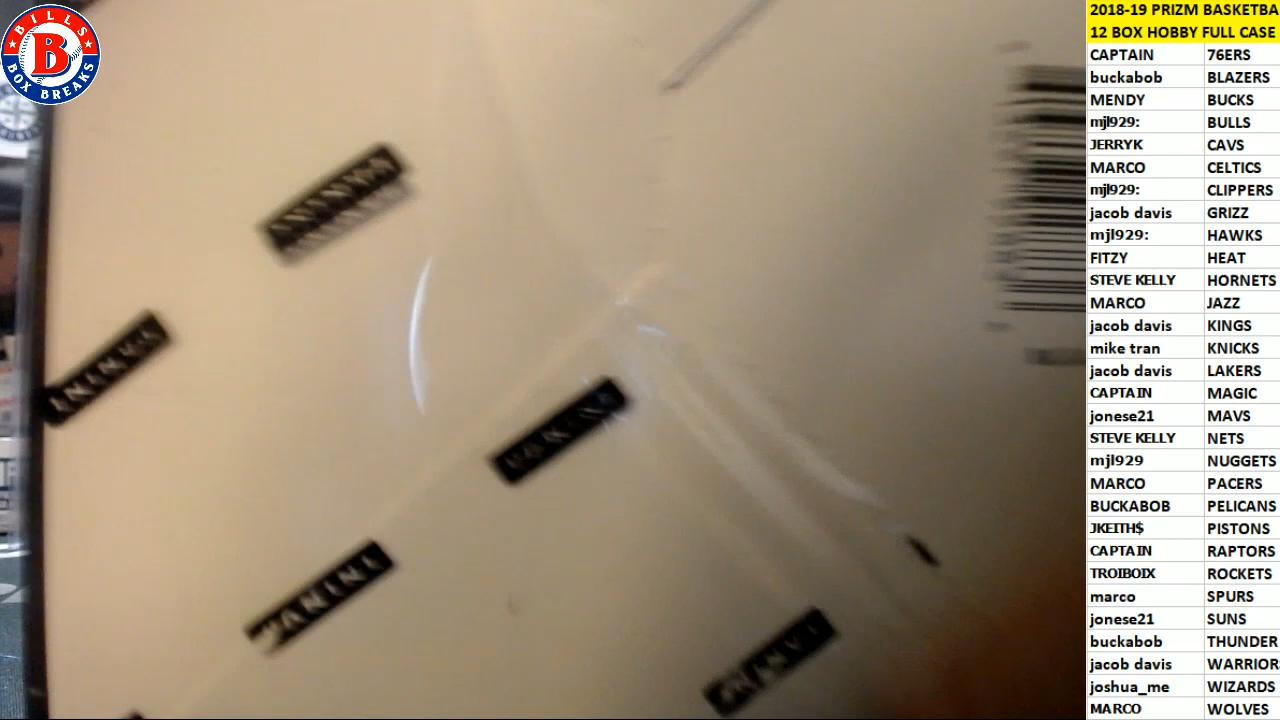 BILLS
B
BOX BREAKS
PANINI
2018-19 PRIZM BASKETBA
12 BOX HOBBY FULL CASE
CAPTAIN 76ERS
buckabob BLAZERS
MENDY BUCKS
mjl929: BULLS
JERRYK CAVS
MARCO CELTICS
mjl929: CLIPPERS
jacob davis GRIZZ
mjl929: HAWKS
FITZY HEAT
STEVE KELLY HORNETS
MARCO JAZZ
jacob davis KINGS
mike tran KNICKS
jacob davis LAKERS
CAPTAIN MAGIC
jonese21 MAVS
STEVE KELLY NETS
mjl929 NUGGETS
MARCO PACERS
BUCKABOB PELICANS
JKEITH$ PISTONS
CAPTAIN RAPTORS
TROIBOIX ROCKETS
marco SPURS
jonese21 SUNS
buckabob THUNDER
jacob davis WARRIORS
joshua_me WIZARDS
MARCO WOLVES